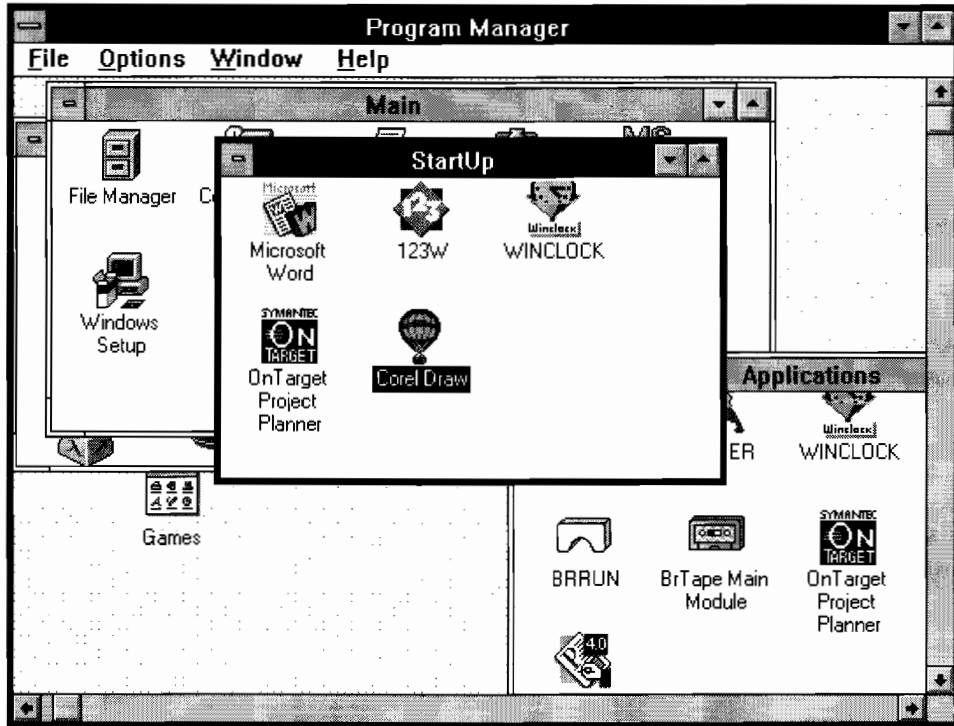 Program Manager
File Options Window Help
Main
File Manager
Windows
Setup
StartUp
Microsoft
Microsoft
Word
123
123W
Winclock
WINCLOCK
SYMANTEC
ON
TARGET
OnTarget
Project
Planner
Corel Draw
Applications
ER
Winclock
WINCLOCK
Games
BRRUN
BrTape Main
Module
SYMANTEC
ON
TARGET
OnTarget
Project
Planner
4.0